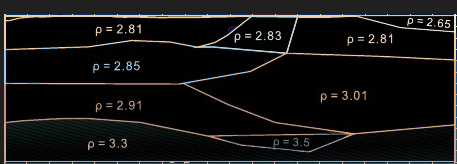 ρ = 2.65
ρ = 2.81
ρ = 2.83
ρ = 2.81
ρ = 2.85
ρ = 2.91
ρ = 3.01
ρ = 3.3
ρ = 3.5